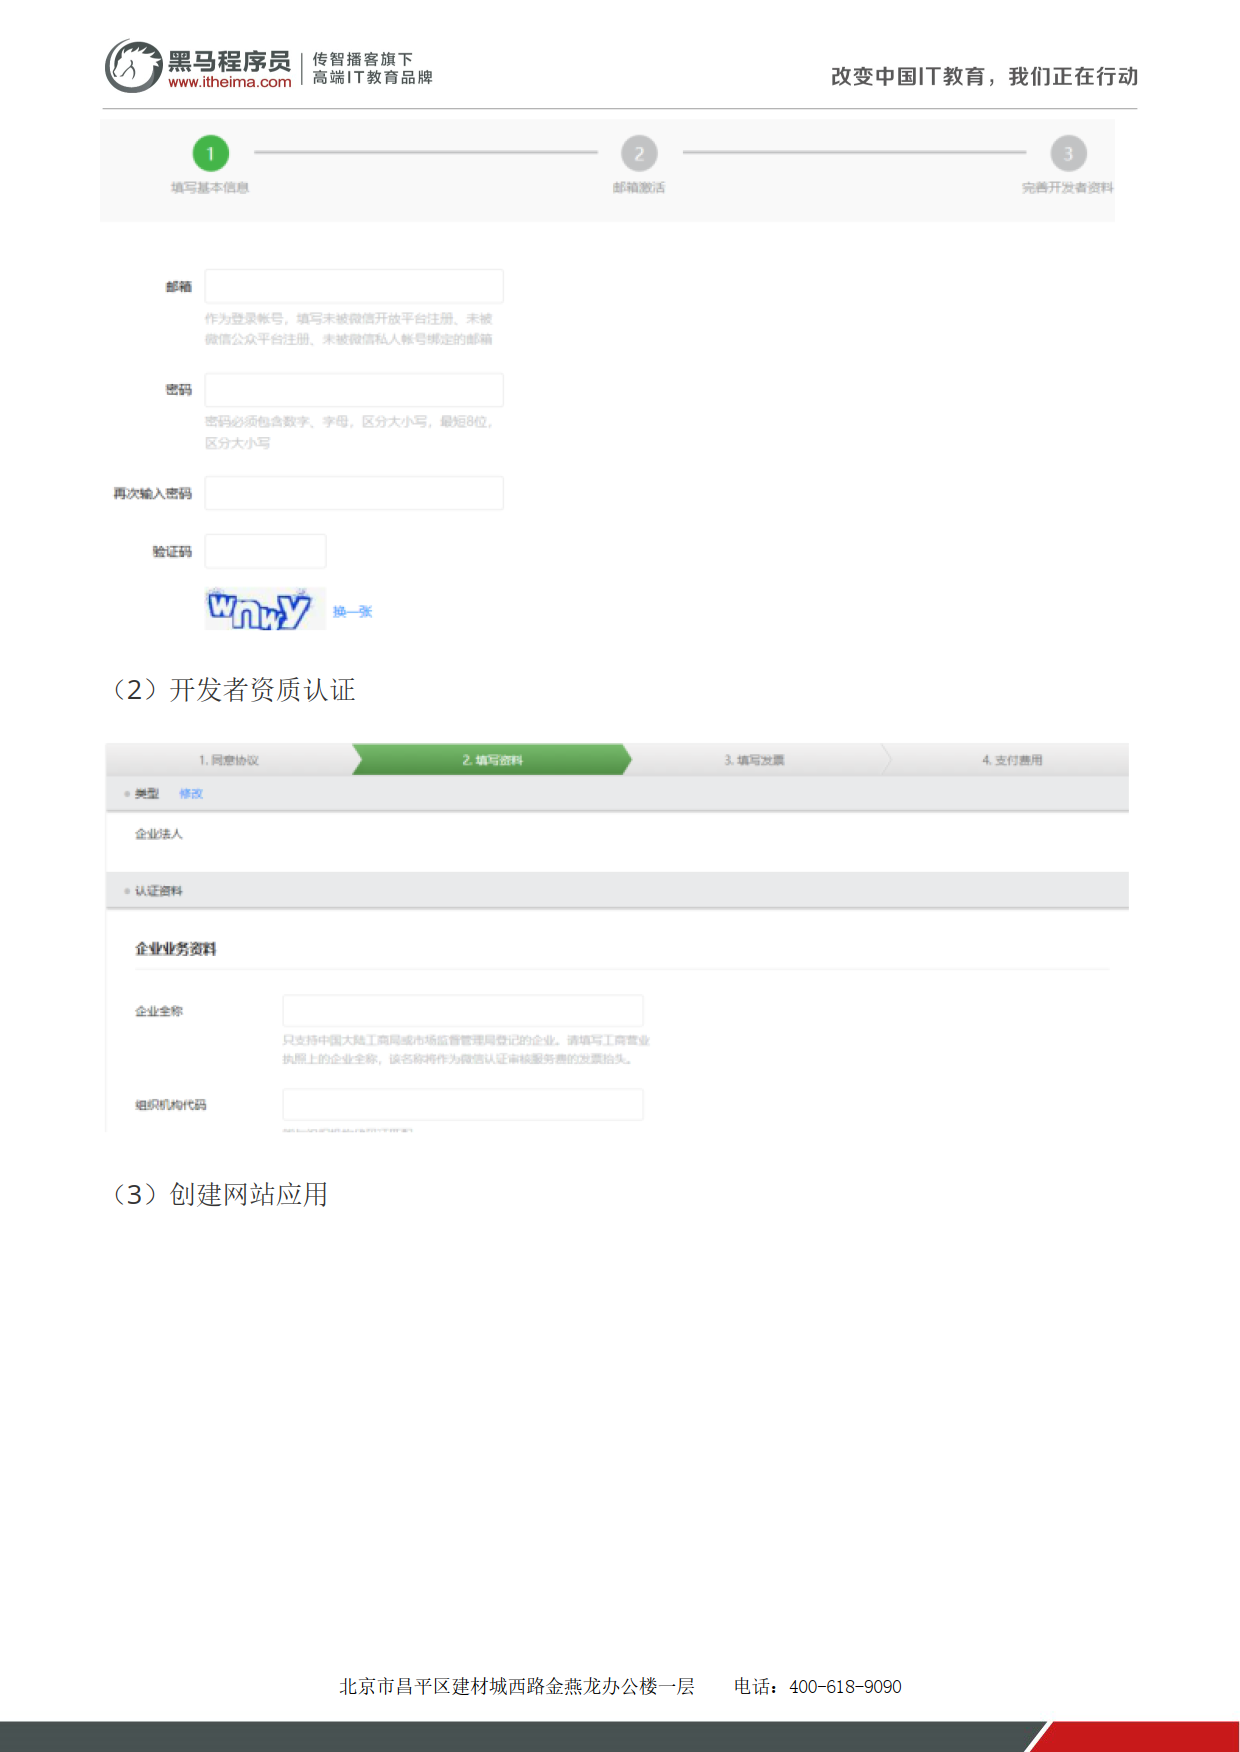 黑马程序员
www.itheima.com
传智播客旗下
高端IT教育品牌
改变中国IT教育，我们正在行动
1
2
3
填写基本信息
邮箱激活
完善开发者资料
邮箱
作为登录帐号，填写未被微信开放平台注册、未被
微信公众平台注册、未被微信私人帐号绑定的邮箱
密码
密码必须包含数字、字母，区分大小写，最短8位，
区分大小写
再次输入密码
验证码
wnwy
换一张
（2）开发者资质认证
1. 同意协议
2. 填写资料
3. 填写发票
4. 支付费用
类型 修改
企业法人
认证资料
企业业务资料
企业全称
只支持中国大陆工商局或市场监督管理局登记的企业。请填写工商营业
执照上的企业全称，该名称将作为微信认证审核服务费的发票抬头。
组织机构代码
（3）创建网站应用
北京市昌平区建材城西路金燕龙办公楼一层 电话：400-618-9090